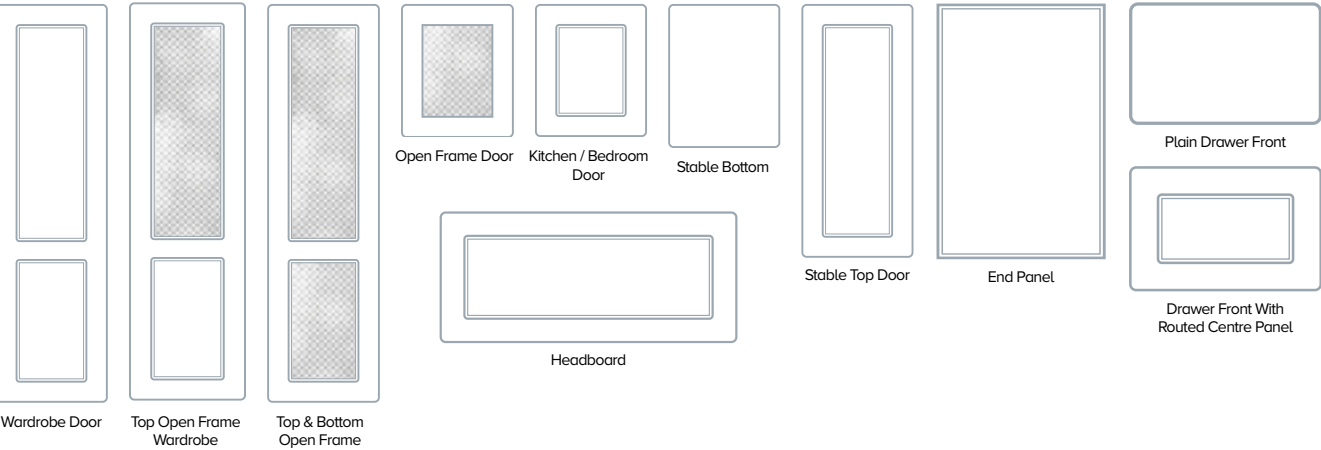 Wardrobe Door
Top Open Frame
Wardrobe
Top & Bottom
Open Frame
Open Frame Door
Kitchen / Bedroom
Door
Stable Bottom
Headboard
Stable Top Door
End Panel
Plain Drawer Front
Drawer Front With
Routed Centre Panel